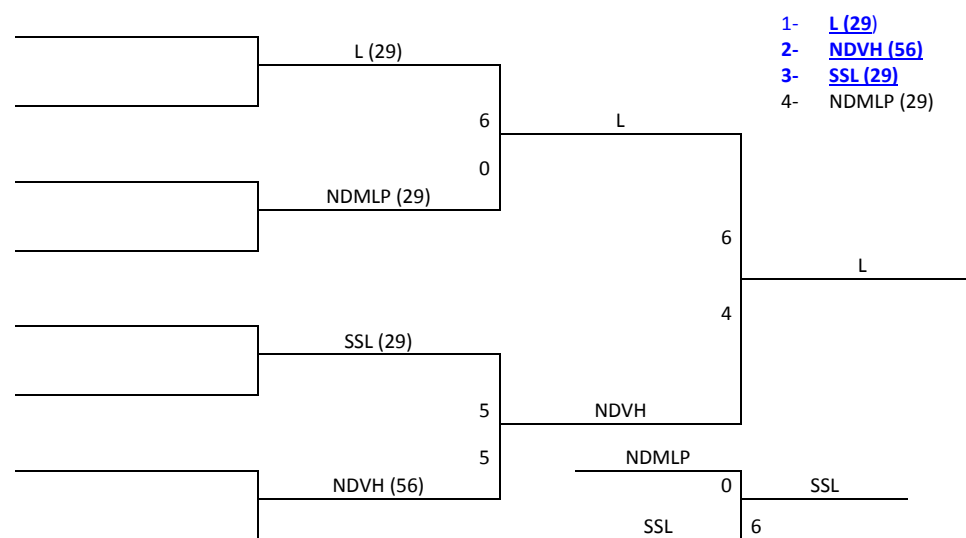 1- L (29)
2- NDVH (56)
3- SSL (29)
4- NDMLP (29)
L (29)
6
L
0
NDMLP (29)
6
L
4
SSL (29)
5
NDVH
5
NDMLP
NDVH (56)
0
SSL
SSL
6